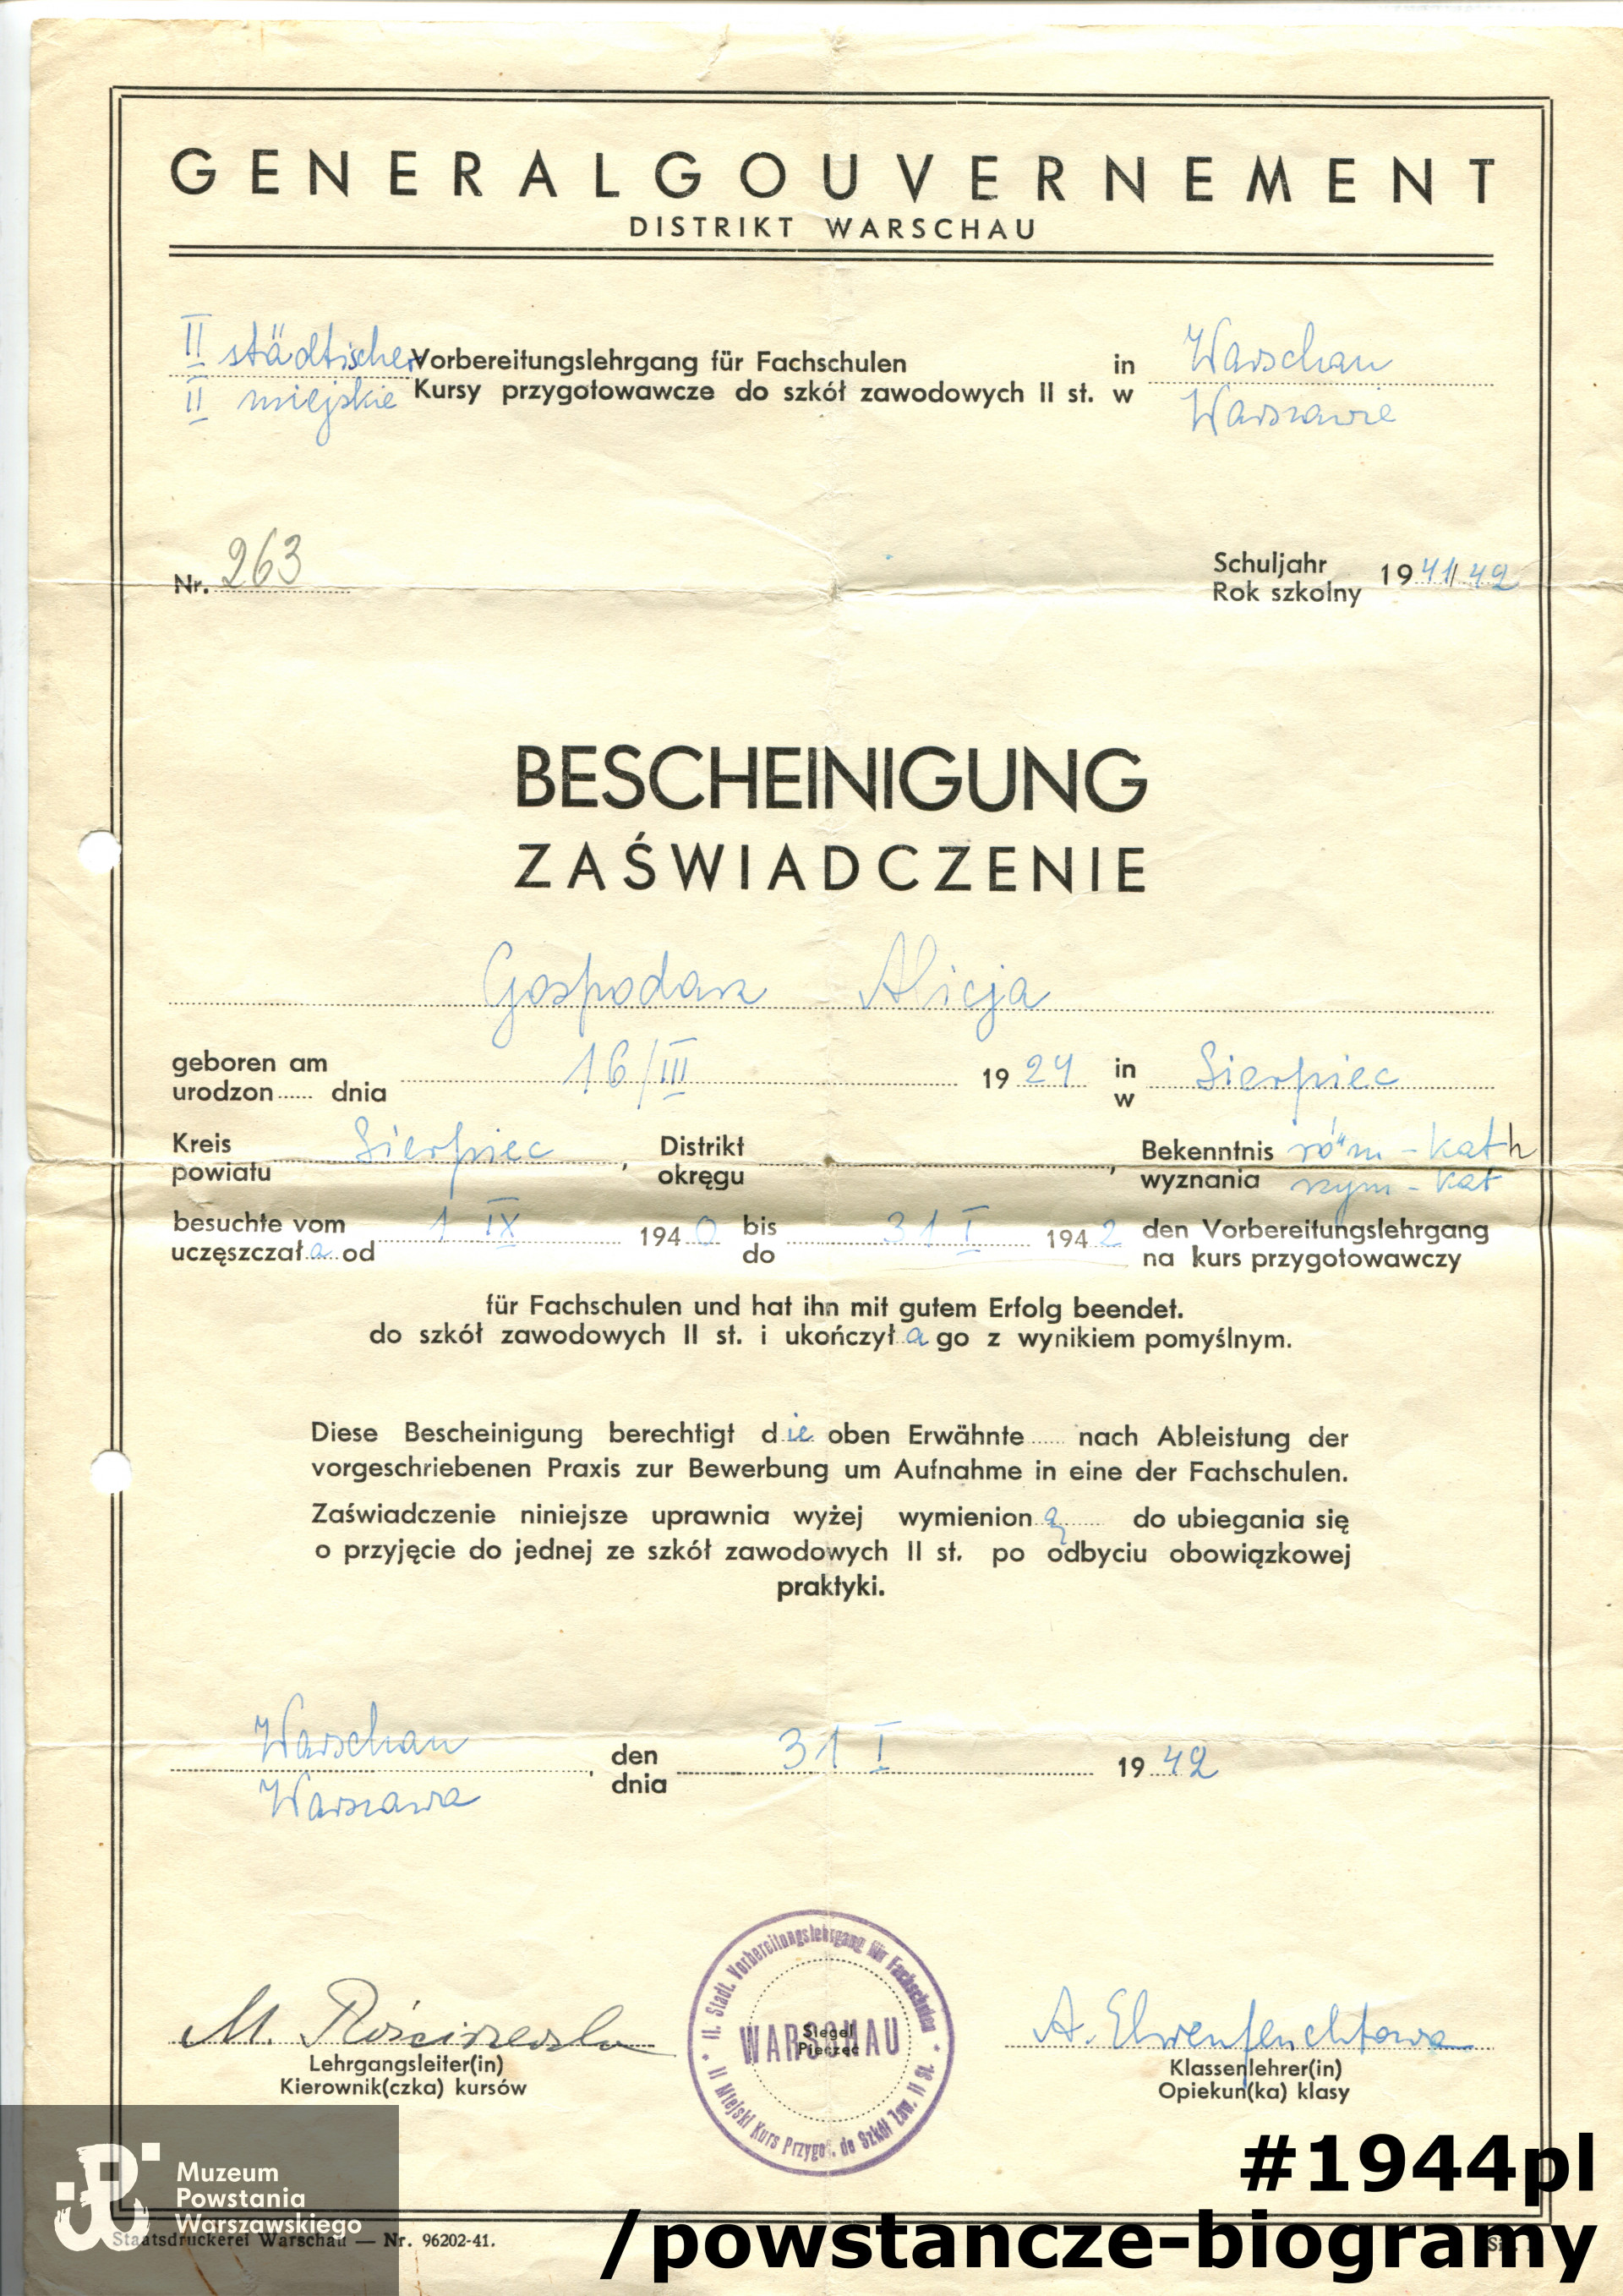 GENERALGOUVERNEMENT
DISTRIKT WARSCHAU
II städtischer Vorbereitungslehrgang für Fachschulen in Warschau
II miejskie Kursy przygotowawcze do szkół zawodowych II st. w Warszawie
Nr. 263
Schuljahr 1941/42
Rok szkolny
BESCHEINIGUNG
ZAŚWIADCZENIE
Gospodarz Alicja
geboren am 16/III 1924 in Sierpiec
urodzon...... dnia w
Kreis Sierpiec, Distrikt , Bekenntnis röm-kath
powiatu okręgu wyznania rzym-kat
besuchte vom 1 IX 1940 bis 31 I 1942 den Vorbereitungslehrgang
uczęszczała od do na kurs przygotowawczy
für Fachschulen und hat ihn mit gutem Erfolg beendet.
do szkół zawodowych II st. i ukończyła go z wynikiem pomyślnym.
Diese Bescheinigung berechtigt die oben Erwähnte...... nach Ableistung der
vorgeschriebenen Praxis zur Bewerbung um Aufnahme in eine der Fachschulen.
Zaświadczenie niniejsze uprawnia wyżej wymienioną...... do ubiegania się
o przyjęcie do jednej ze szkół zawodowych II st. po odbyciu obowiązkowej
praktyki.
Warschau, den 31 I 1942
Warszawa dnia
M.
A.
Lehrgangsleiter(in)
Kierownik(czka) kursów
II. Stadt. Vorbereitungslehrgang für Fachschulen
WARSCHAU
Siegel
Pieczęć
II Miejski Kurs Przygot. do Szkół Zaw. II St.
Klassenlehrer(in)
Opiekun(ka) klasy
Muzeum
Powstania
Warszawskiego
Staatsdruckerei Warschau — Nr. 96202-41.
#1944pl
/powstancze-biogramy